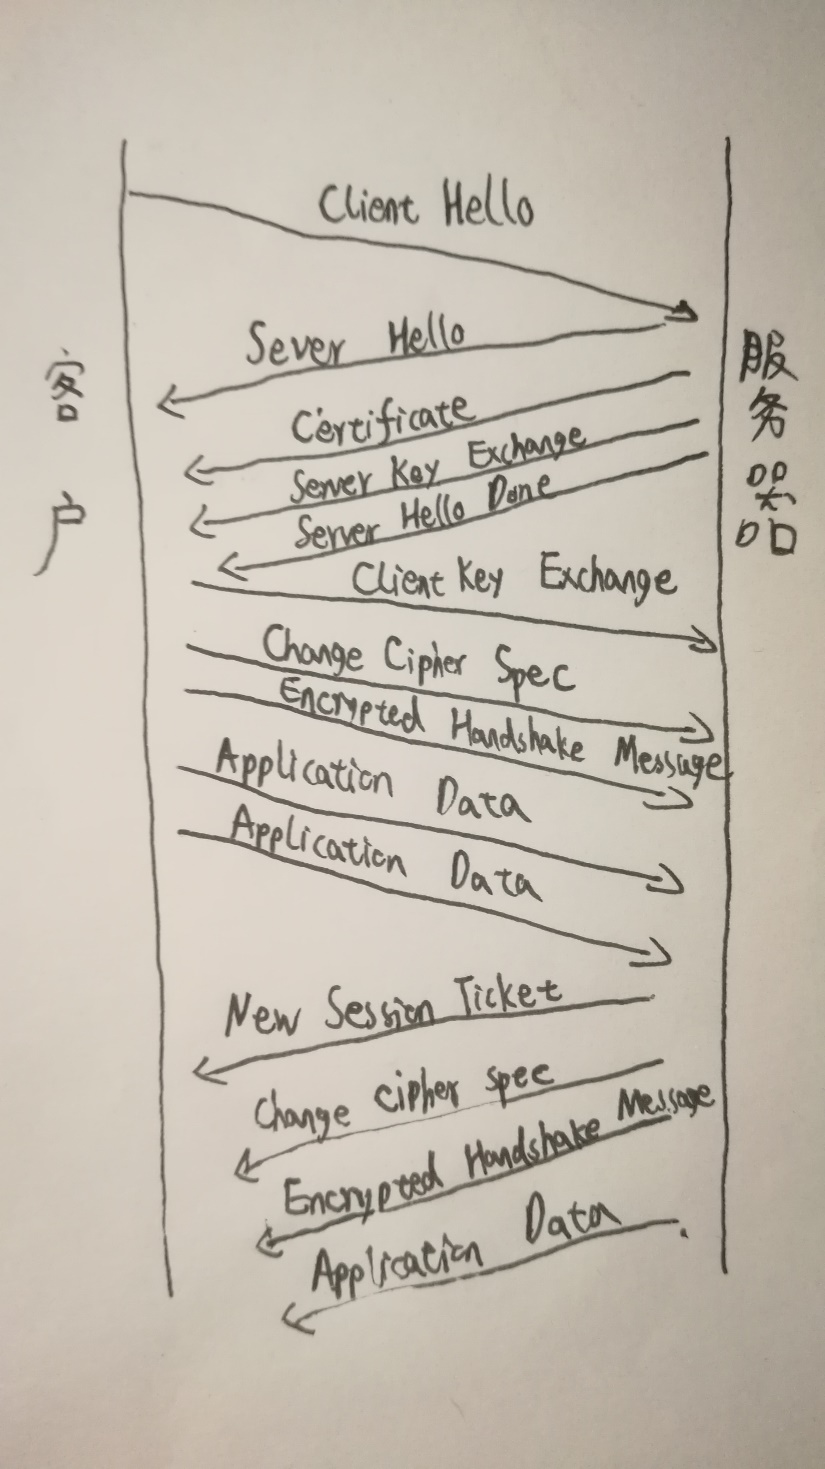 Client Hello
Sever Hello
Certificate
Server Key Exchange
Server Hello Done
Client Key Exchange
Change Cipher Spec
Encrypted Handshake Message
Application Data
Application Data
New Session Ticket
Change cipher spec
Encrypted Handshake Message
Application Data
客户
服务器